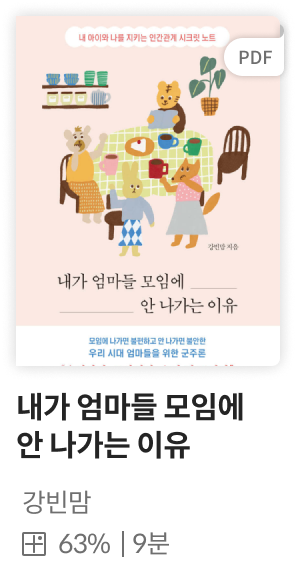 내 아이와 나를 지키는 인간관계 시크릿 노트
PDF
강빈맘 지음
내가 엄마들 모임에
안 나가는 이유
모임에 나가면 불편하고 안 나가면 불안한
우리 시대 엄마들을 위한 군주론
내가 엄마들 모임에
안 나가는 이유
강빈맘
63% | 9분